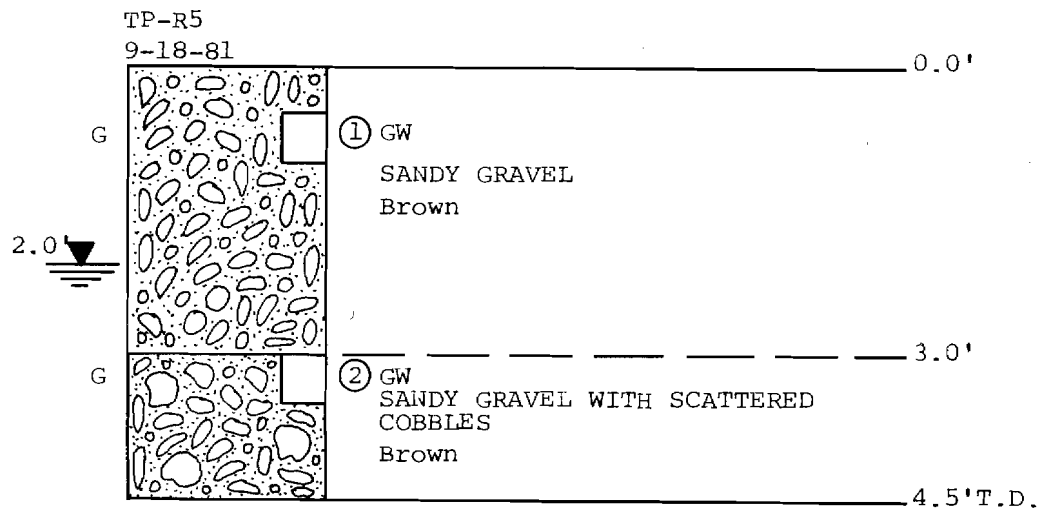 TP-R5
9-18-81
0.0'
G
① GW
SANDY GRAVEL
Brown
2.0'
3.0'
G
② GW
SANDY GRAVEL WITH SCATTERED
COBBLES
Brown
4.5'T.D.